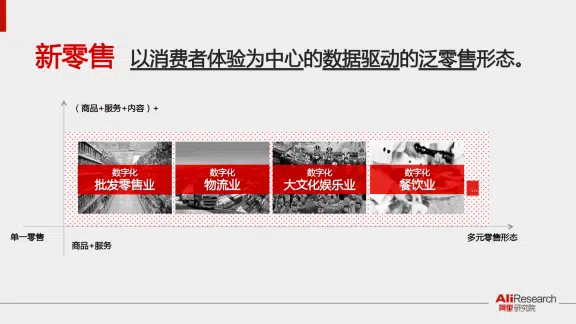 新零售 以消费者体验为中心的数据驱动的泛零售形态。
（商品+服务+内容）+
数字化 数字化 数字化 数字化
批发零售业 物流业 大文化娱乐业 餐饮业
...
单一零售 多元零售形态
商品+服务
AliResearch
阿里研究院